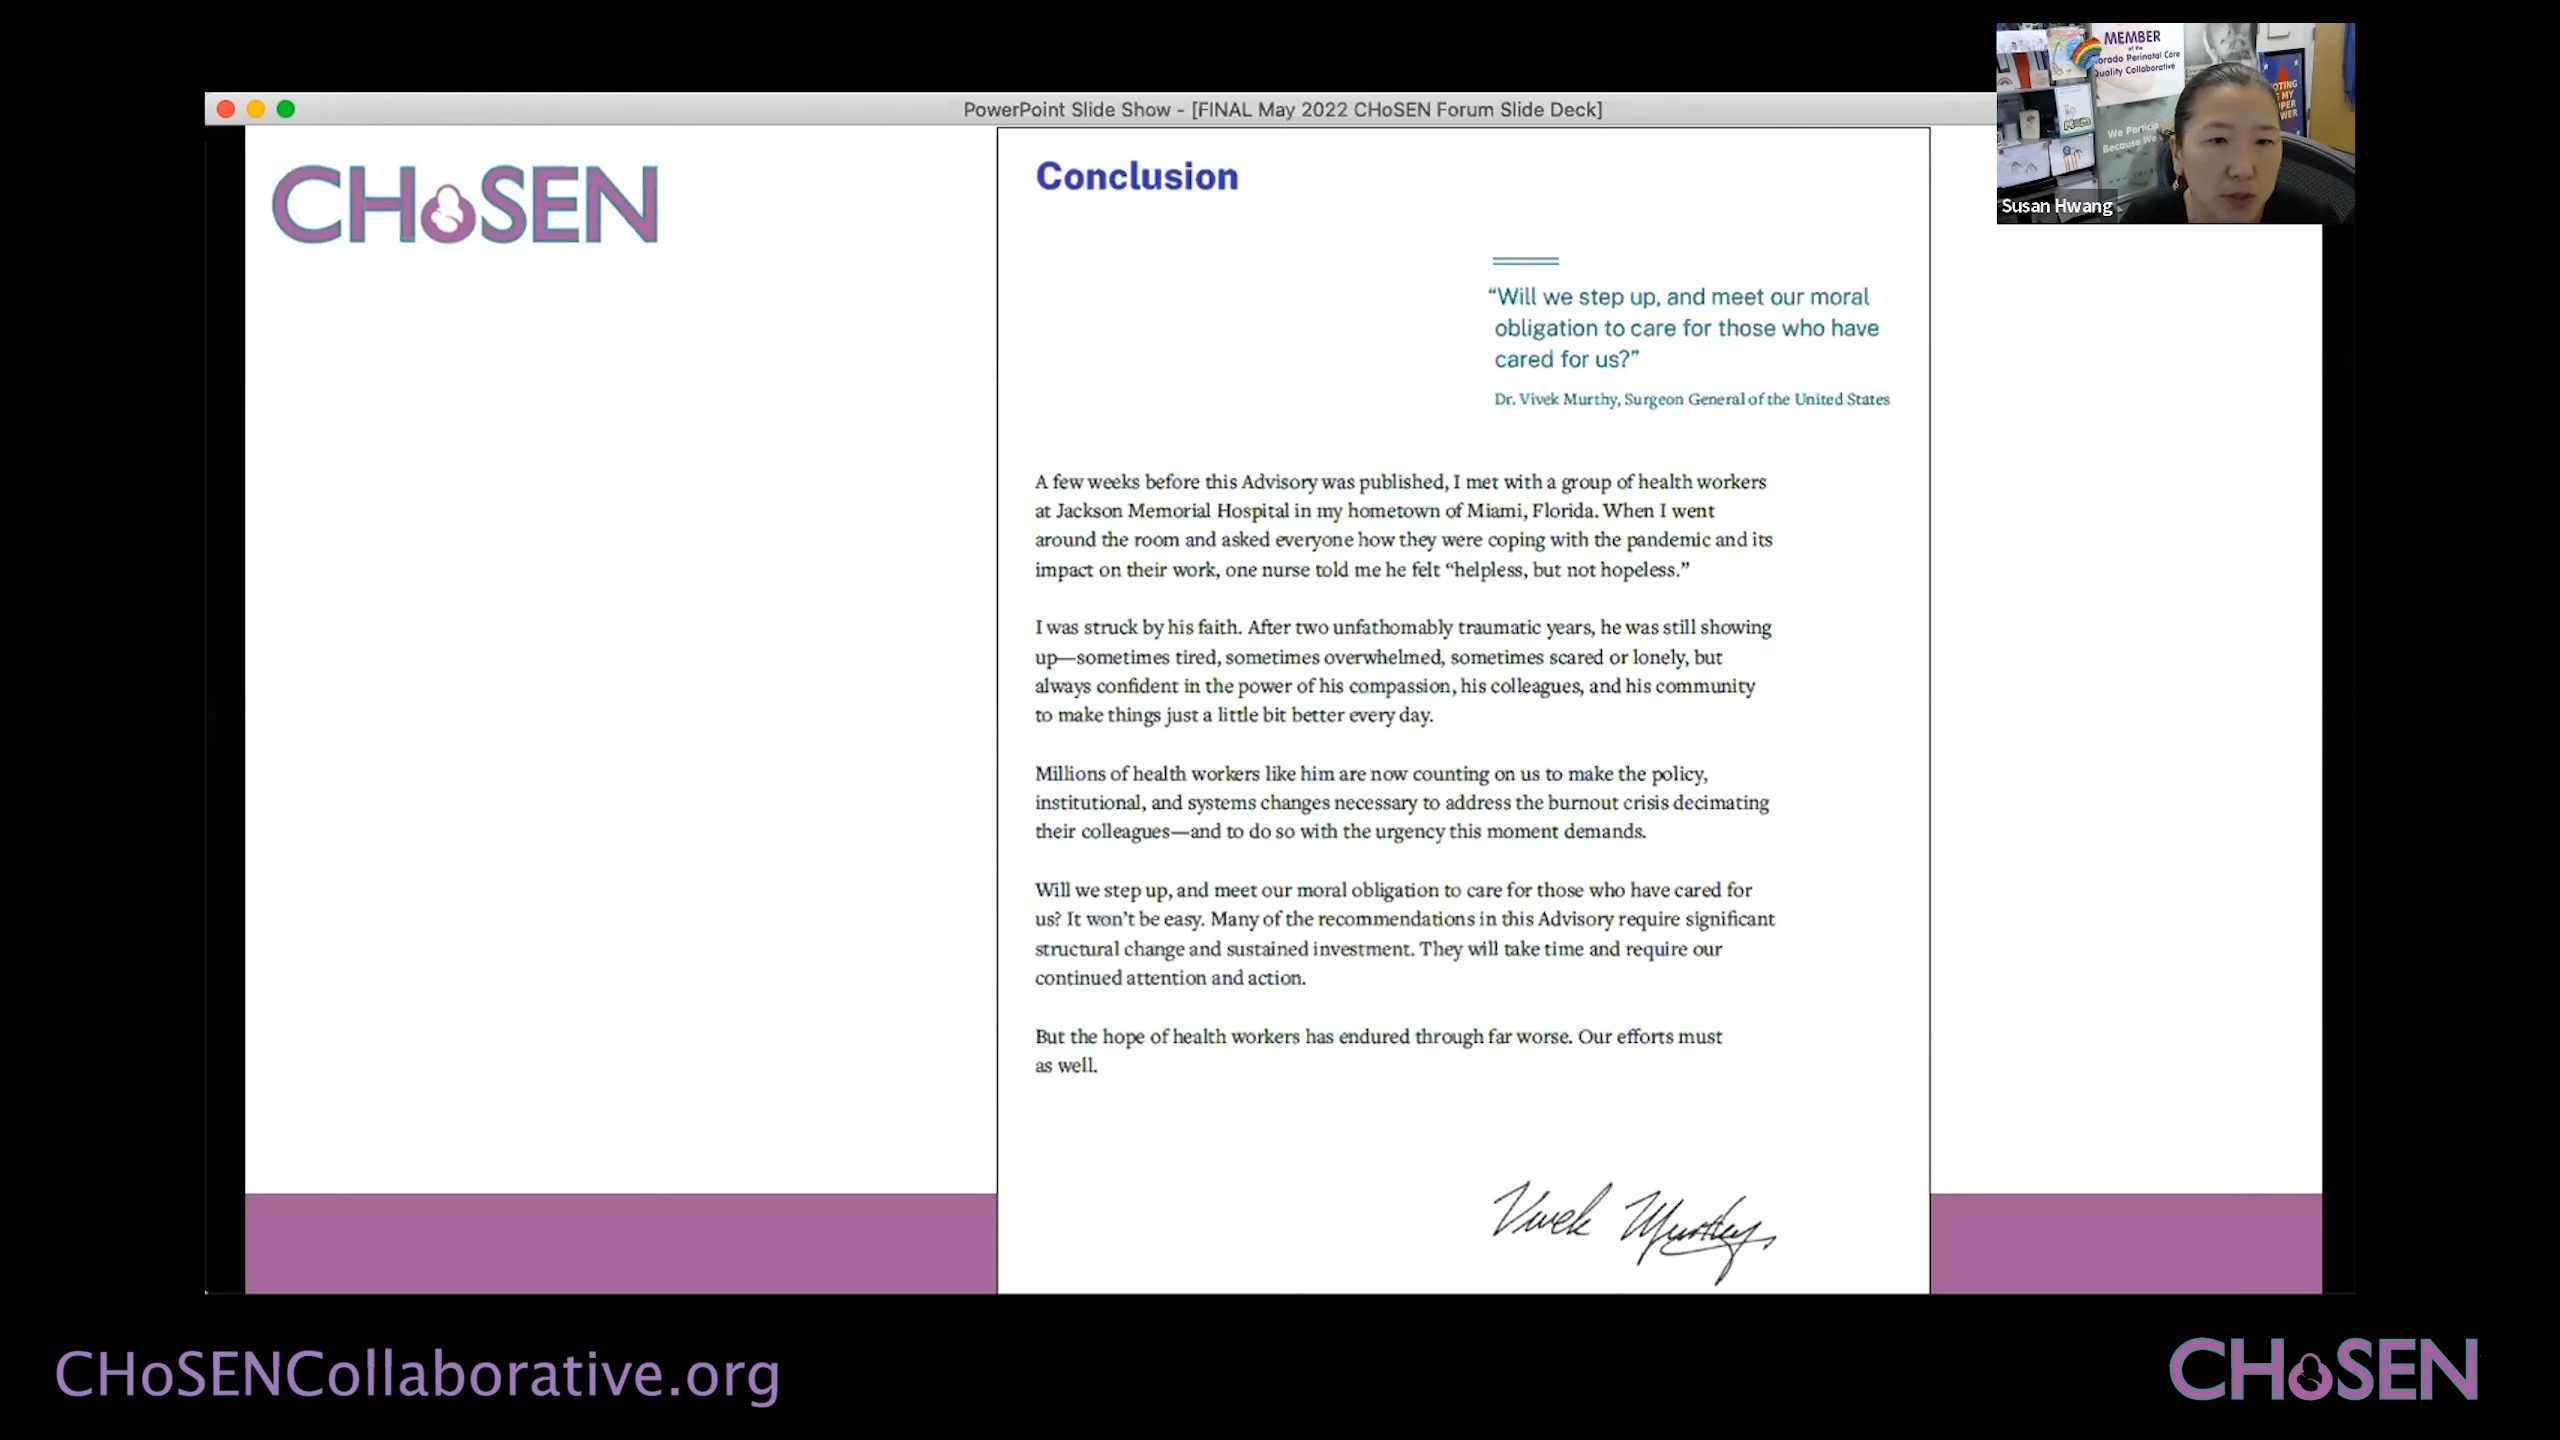 PowerPoint Slide Show - [FINAL May 2022 CHoSEN Forum Slide Deck]
MEMBER
of the
orado Perinatal Care
Quality Collaborative
We Particip
Because We
Susan Hwang
CHoSEN
Conclusion
“Will we step up, and meet our moral
obligation to care for those who have
cared for us?”
Dr. Vivek Murthy, Surgeon General of the United States
A few weeks before this Advisory was published, I met with a group of health workers
at Jackson Memorial Hospital in my hometown of Miami, Florida. When I went
around the room and asked everyone how they were coping with the pandemic and its
impact on their work, one nurse told me he felt “helpless, but not hopeless.”
I was struck by his faith. After two unfathomably traumatic years, he was still showing
up—sometimes tired, sometimes overwhelmed, sometimes scared or lonely, but
always confident in the power of his compassion, his colleagues, and his community
to make things just a little bit better every day.
Millions of health workers like him are now counting on us to make the policy,
institutional, and systems changes necessary to address the burnout crisis decimating
their colleagues—and to do so with the urgency this moment demands.
Will we step up, and meet our moral obligation to care for those who have cared for
us? It won’t be easy. Many of the recommendations in this Advisory require significant
structural change and sustained investment. They will take time and require our
continued attention and action.
But the hope of health workers has endured through far worse. Our efforts must
as well.
Vivek Murthy
CHoSENCollaborative.org
CHoSEN